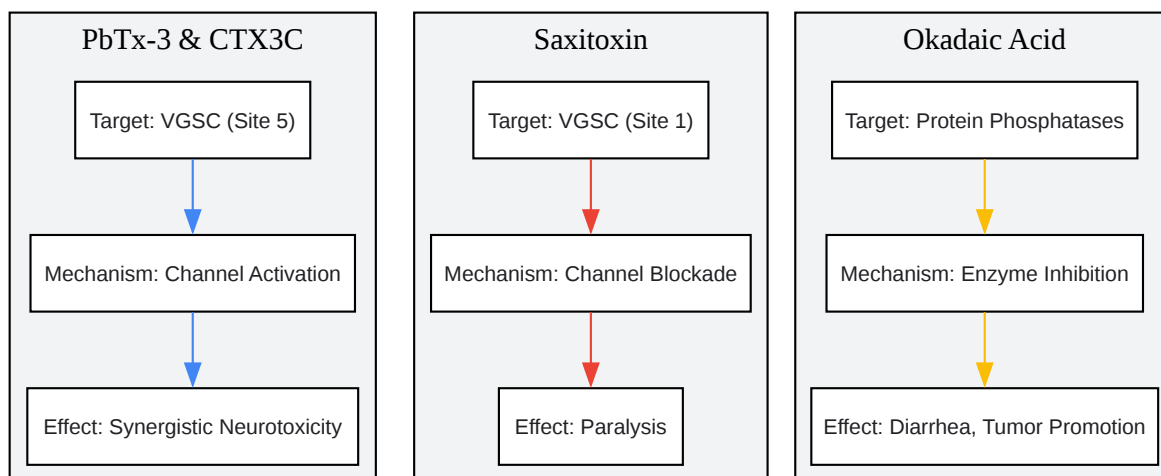 PbTx-3 & CTX3C
Target: VGSC (Site 5)
Mechanism: Channel Activation
Effect: Synergistic Neurotoxicity
Saxitoxin
Target: VGSC (Site 1)
Mechanism: Channel Blockade
Effect: Paralysis
Okadaic Acid
Target: Protein Phosphatases
Mechanism: Enzyme Inhibition
Effect: Diarrhea, Tumor Promotion